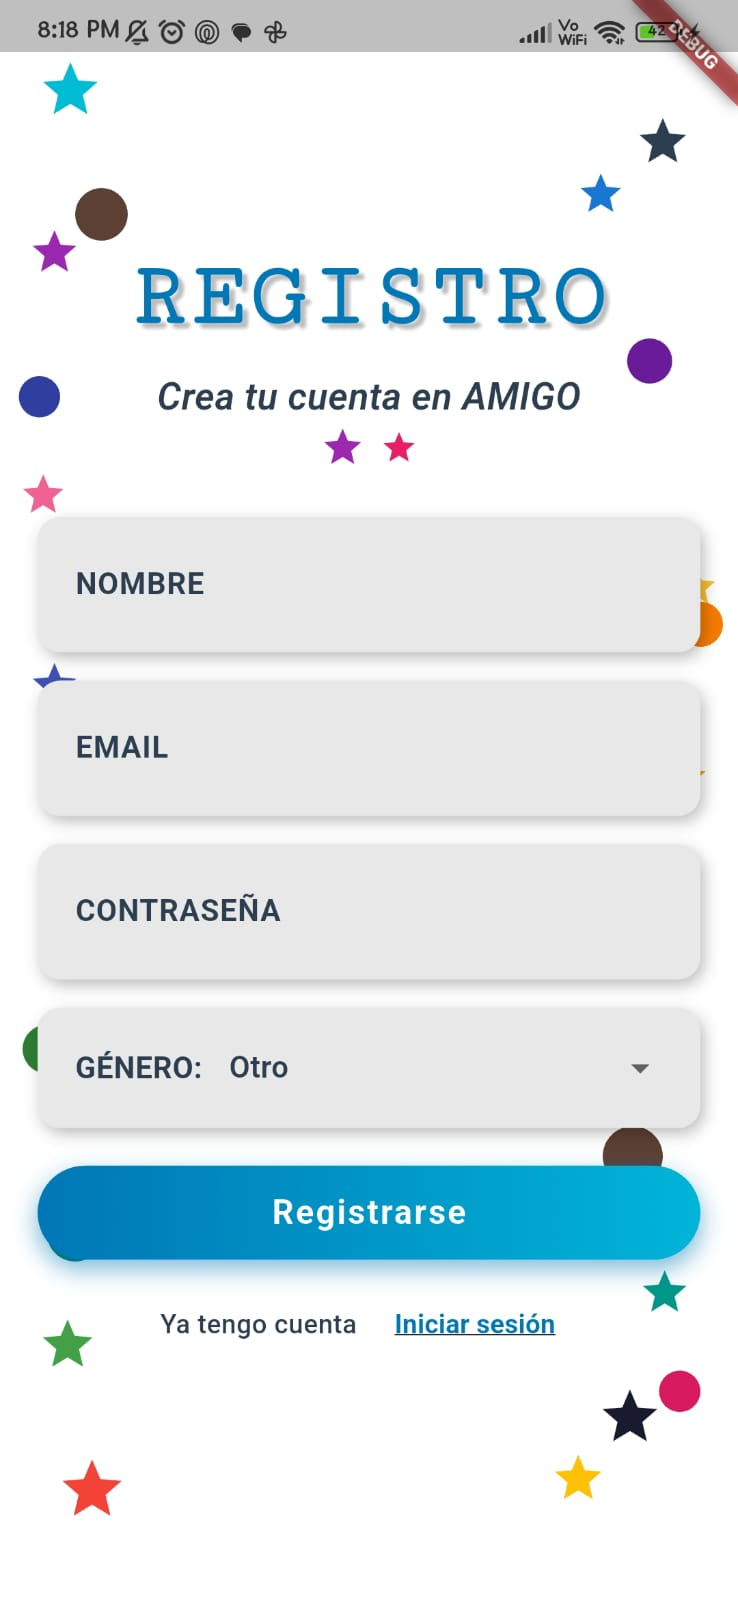 8:18 PM
Vo
WiFi
42
DEBUG
REGISTRO
Crea tu cuenta en AMIGO
NOMBRE
EMAIL
CONTRASEÑA
GÉNERO: Otro
Registrarse
Ya tengo cuenta Iniciar sesión